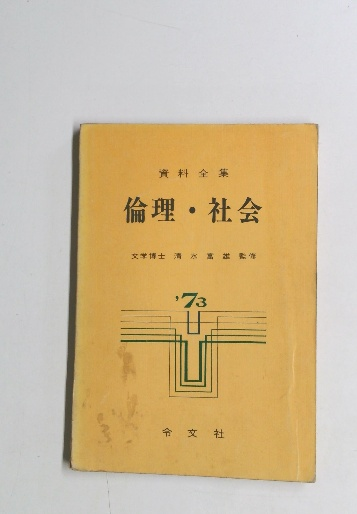 資料全集
倫理・社会
文学博士 清水富雄 監修
'73
令文社